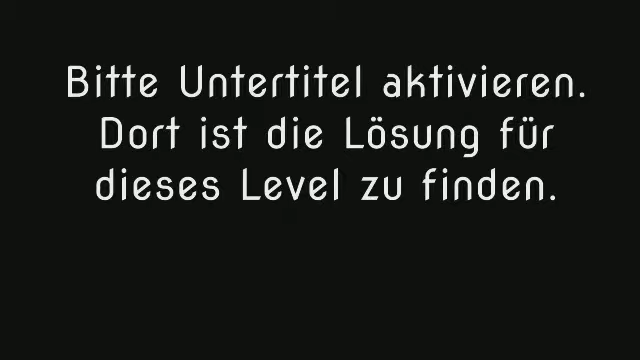 Bitte Untertitel aktivieren.
Dort ist die Lösung für
dieses Level zu finden.